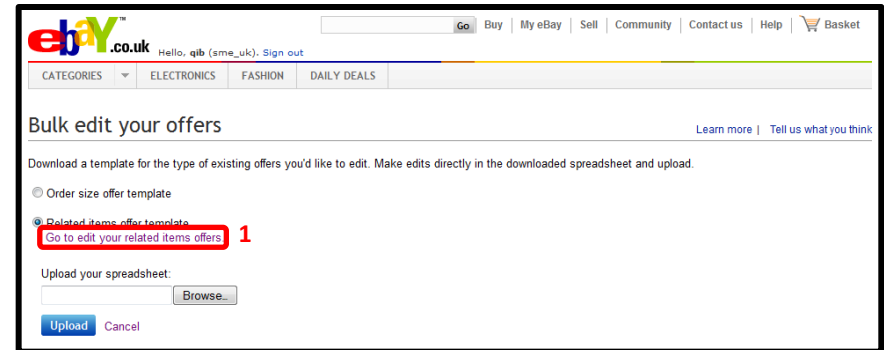 Go Buy | My eBay | Sell | Community | Contact us | Help | Basket
ebaY™.co.uk Hello, qib (sme_uk). Sign out
CATEGORIES ELECTRONICS FASHION DAILY DEALS
Bulk edit your offers
Learn more | Tell us what you think
Download a template for the type of existing offers you'd like to edit. Make edits directly in the downloaded spreadsheet and upload.
Order size offer template
Related items offer template
Go to edit your related items offers. 1
Upload your spreadsheet:
Browse...
Upload Cancel